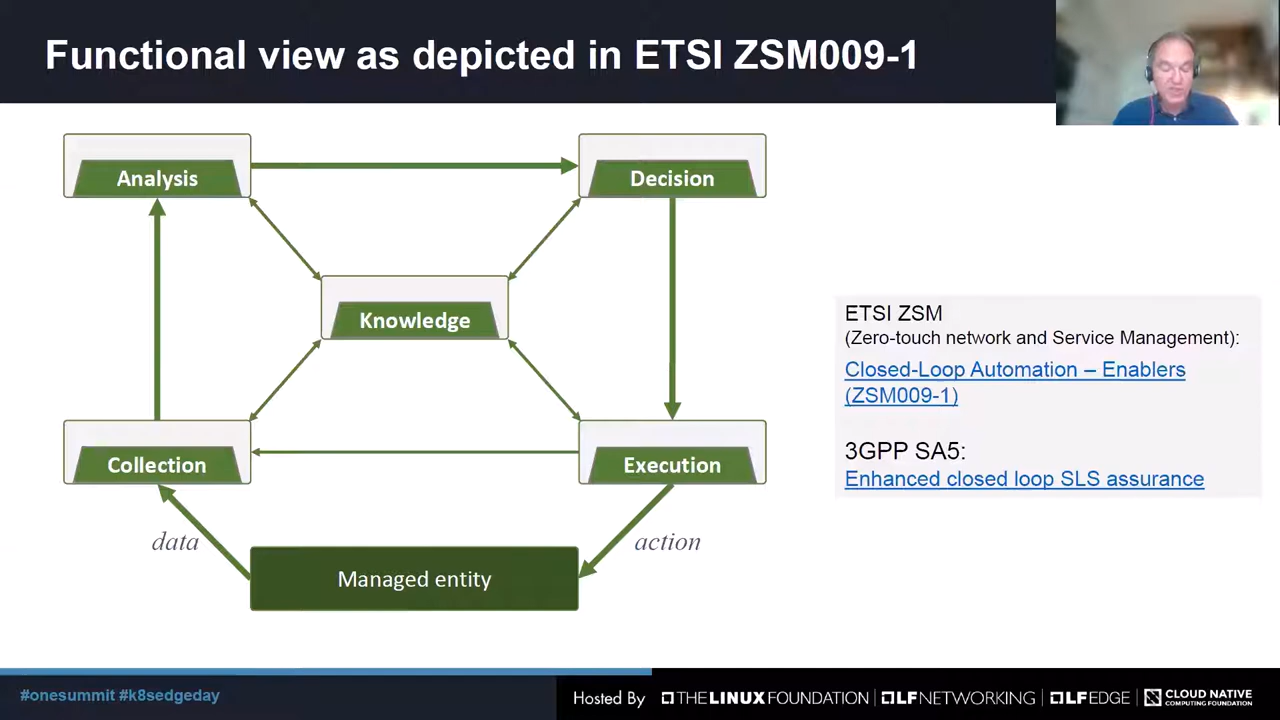 Functional view as depicted in ETSI ZSM009-1
Analysis
Decision
Knowledge
Collection
Execution
data
action
Managed entity
ETSI ZSM
(Zero-touch network and Service Management):
Closed-Loop Automation – Enablers
(ZSM009-1)
3GPP SA5:
Enhanced closed loop SLS assurance
#onesummit #k8sedgeday
Hosted By
THE LINUX FOUNDATION
LF NETWORKING
LF EDGE
CLOUD NATIVE
COMPUTING FOUNDATION